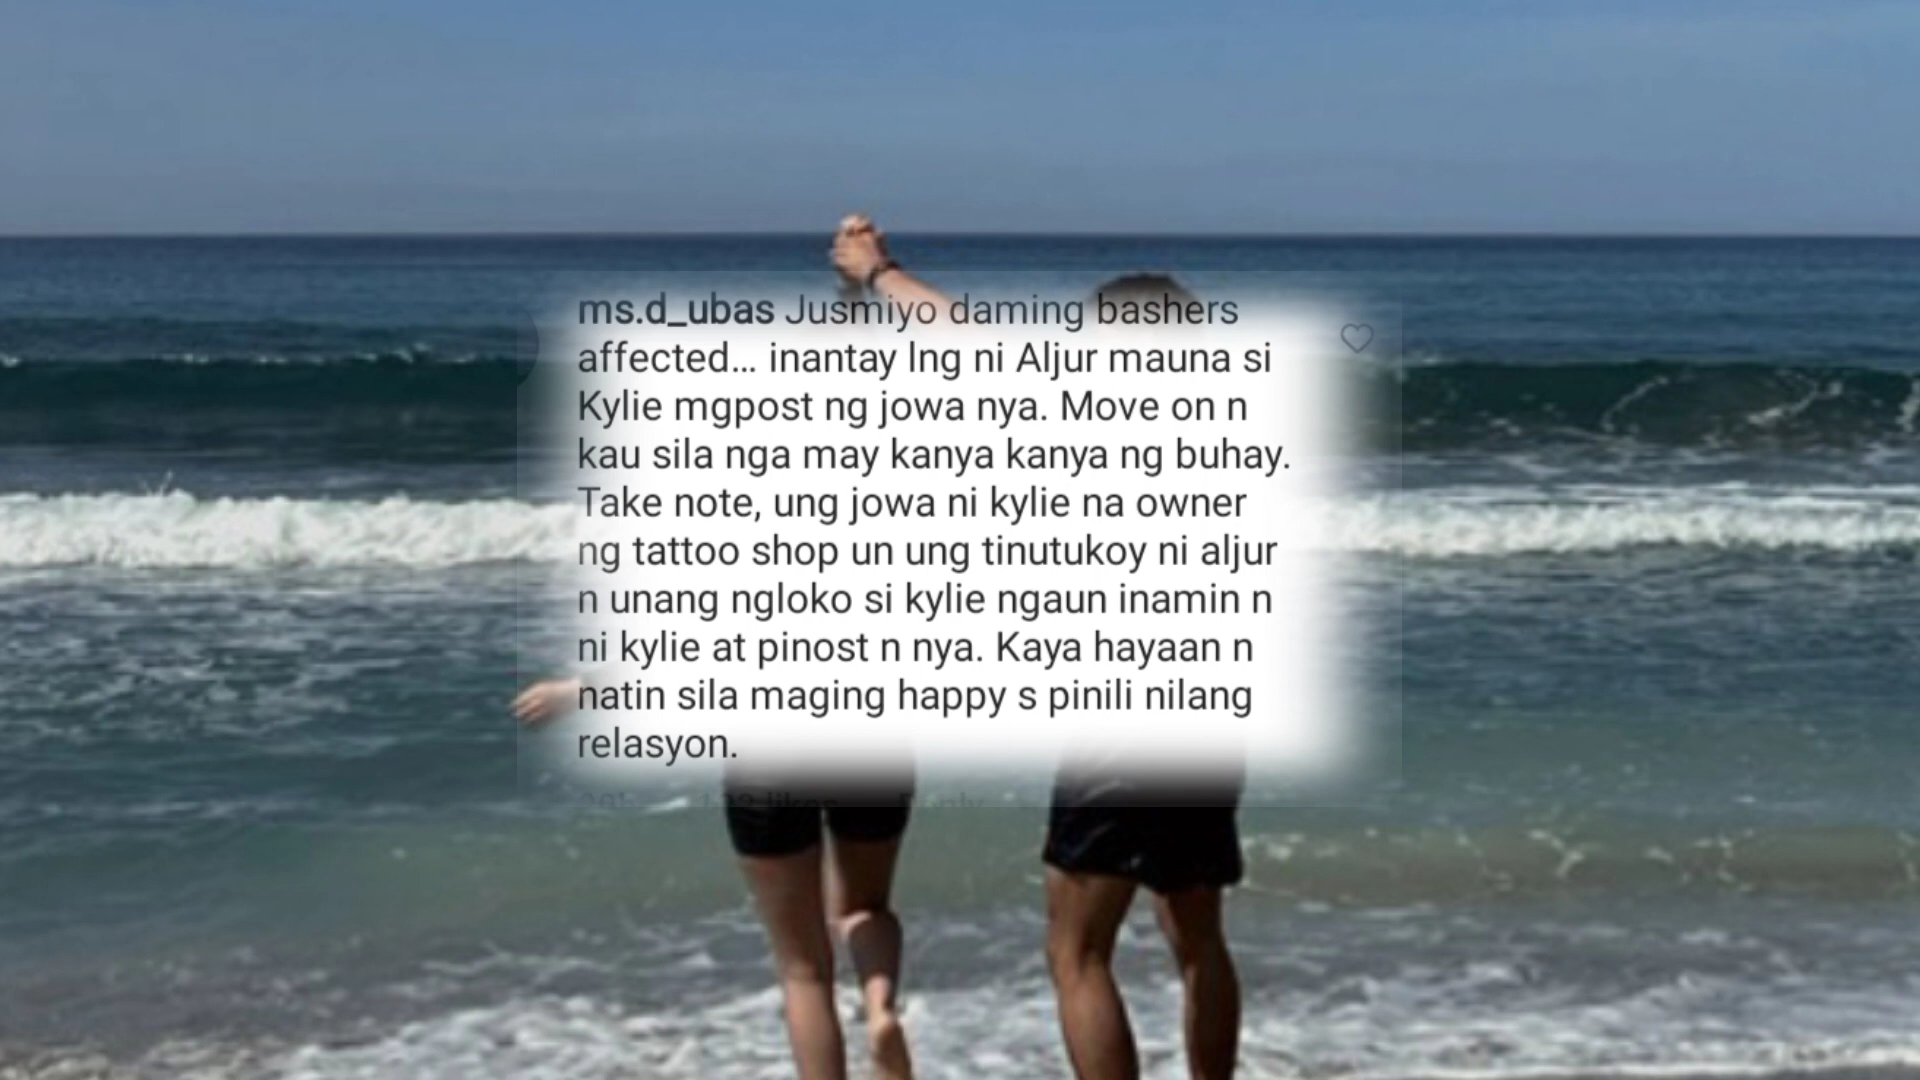 ms.d_ubas Jusmiyo daming bashers
affected... inantay lng ni Aljur mauna si
Kylie mgpost ng jowa nya. Move on n
kau sila nga may kanya kanya ng buhay.
Take note, ung jowa ni kylie na owner
ng tattoo shop un ung tinutukoy ni aljur
n unang ngloko si kylie ngaun inamin n
ni kylie at pinost n nya. Kaya hayaan n
natin sila maging happy s pinili nilang
relasyon.